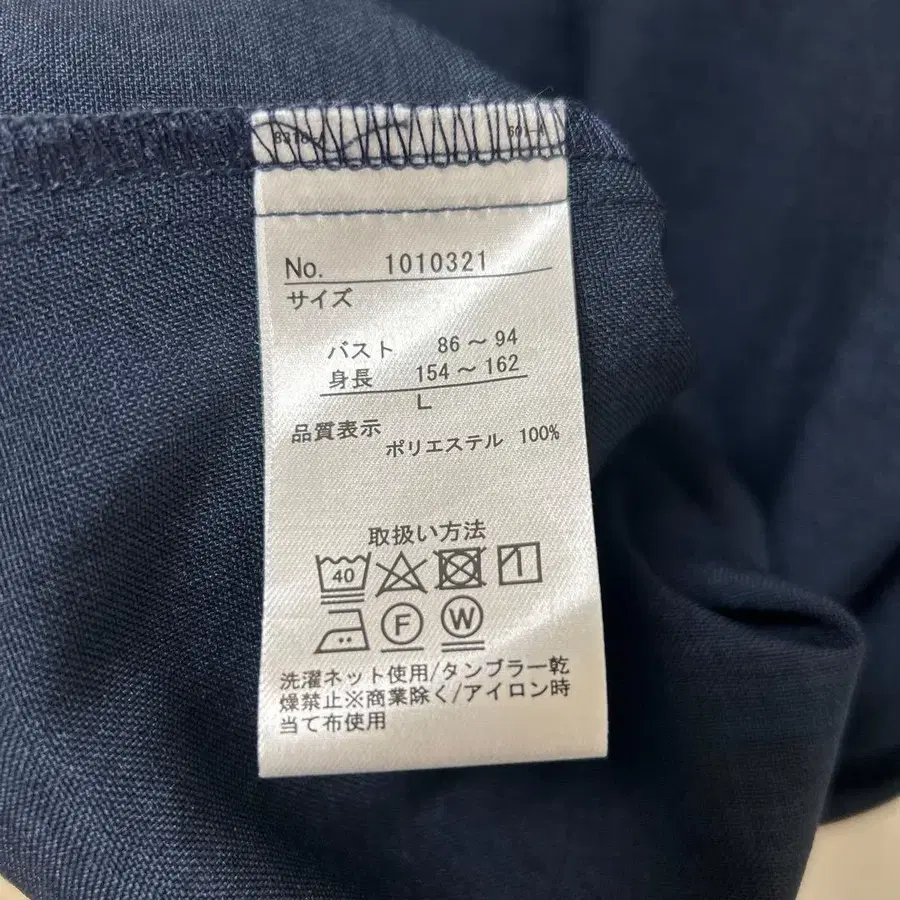 No. 1010321
サイズ
バスト 86～94
身長 154～162
L
品質表示
ポリエステル 100%
取扱い方法
40
F W
洗濯ネット使用/タンブラー乾
燥禁止※商業除く/アイロン時
当て布使用